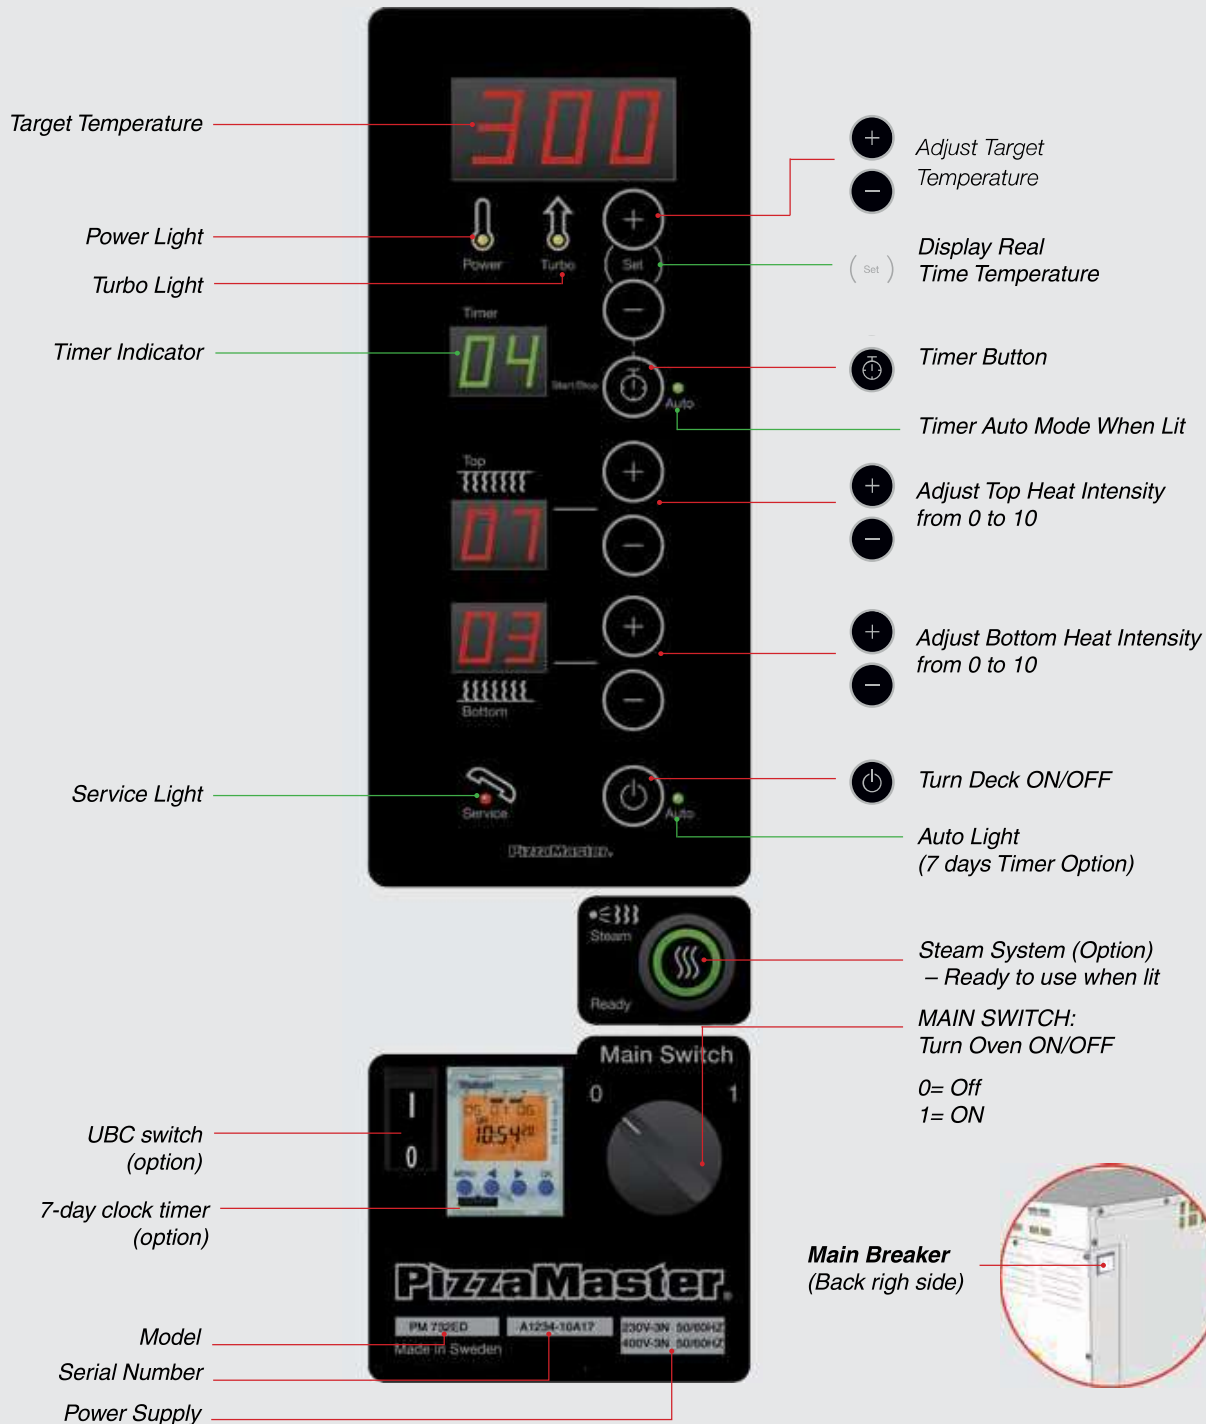 300
Target Temperature
Adjust Target
Temperature
Power Light
Power
Turbo
Set
Set
Display Real
Time Temperature
Turbo Light
Timer
Timer Indicator
04
Start/Stop
Auto
Timer Button
Timer Auto Mode When Lit
Top
07
Adjust Top Heat Intensity
from 0 to 10
03
Bottom
Adjust Bottom Heat Intensity
from 0 to 10
Service Light
Service
Auto
Turn Deck ON/OFF
Auto Light
(7 days Timer Option)
PizzaMaster®
Steam
Ready
Steam System (Option)
– Ready to use when lit
MAIN SWITCH:
Turn Oven ON/OFF
0= Off
1= ON
Main Switch
0
1
I
0
10:54
MENU
OK
UBC switch
(option)
7-day clock timer
(option)
Main Breaker
(Back righ side)
PizzaMaster®
PM 732ED
A1234-10A17
230V-3N 50/60HZ
400V-3N 50/60HZ
Made in Sweden
Model
Serial Number
Power Supply